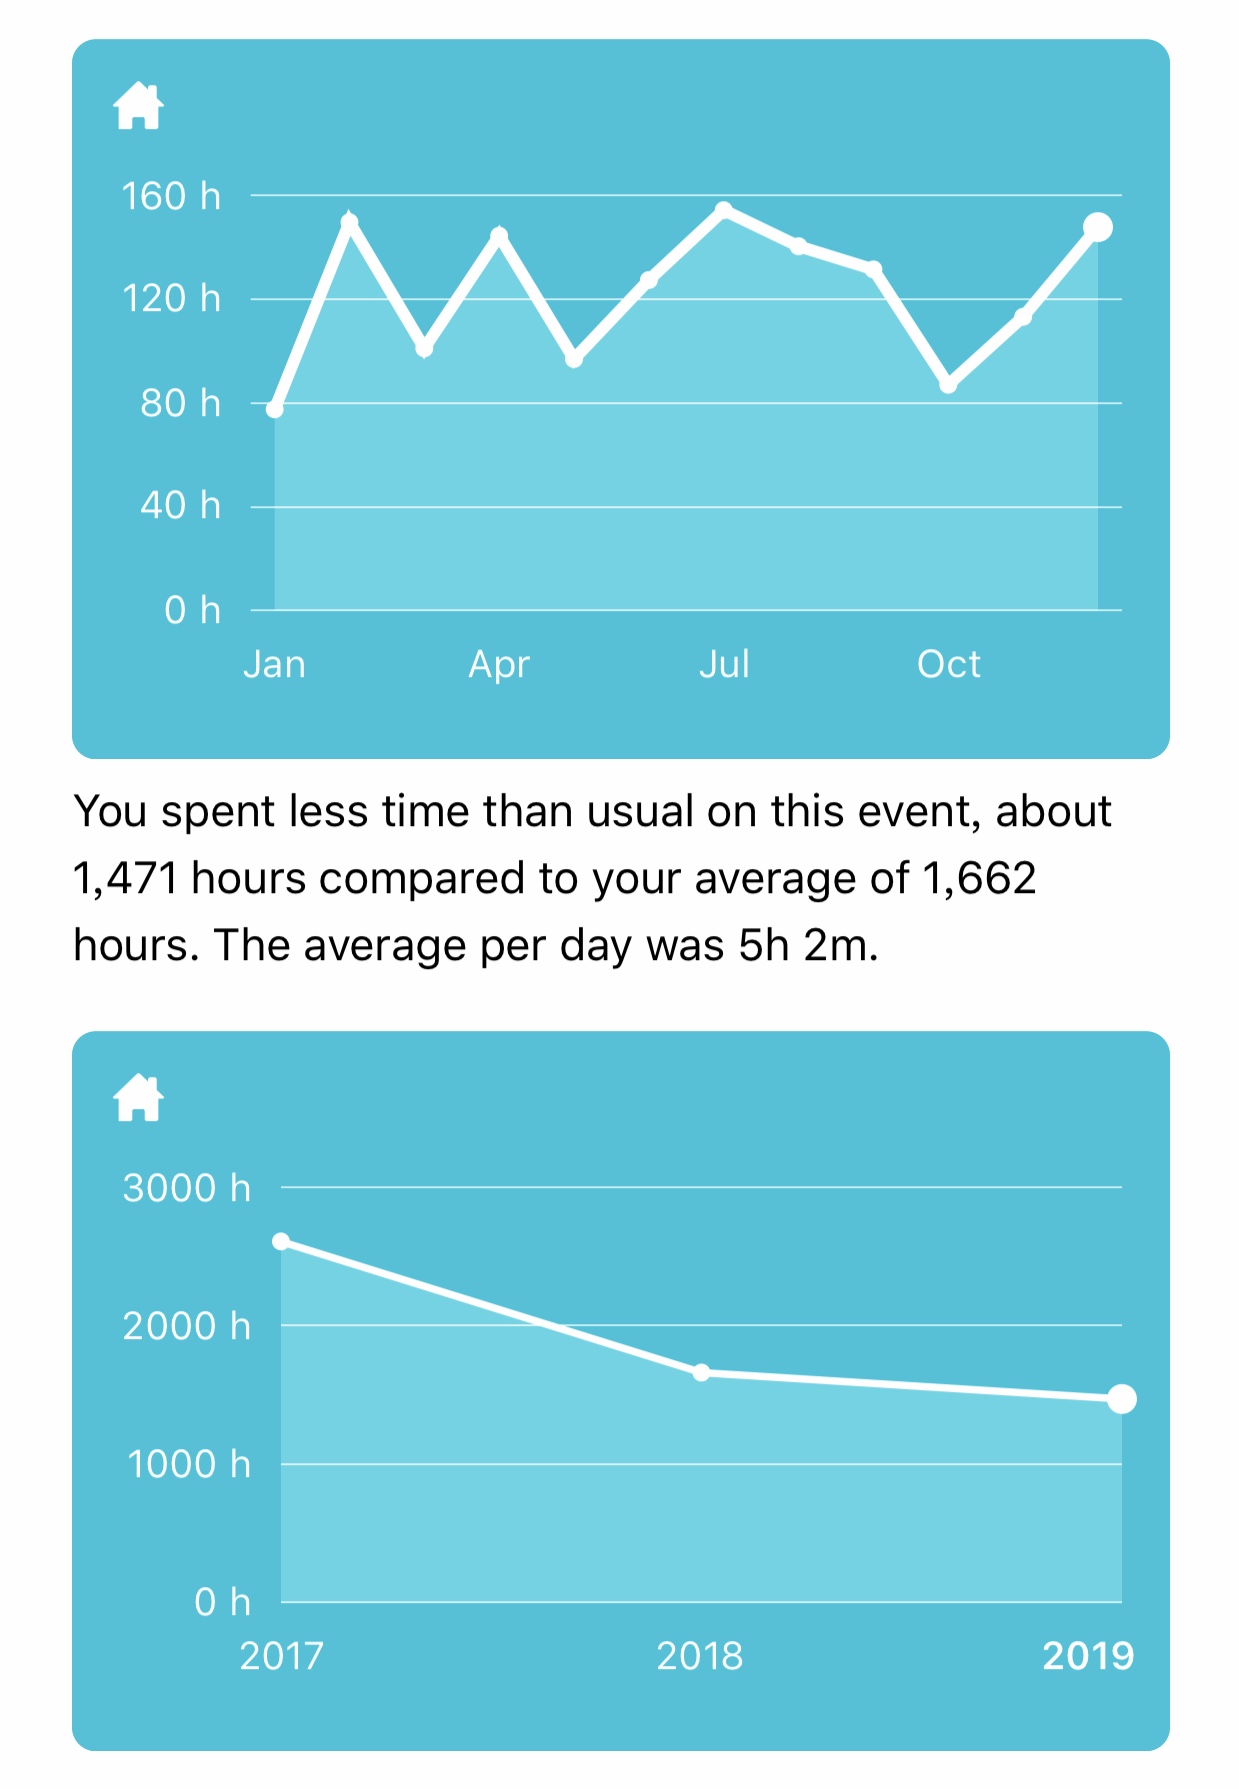 160 h
120 h
80 h
40 h
0 h
Jan Apr Jul Oct
You spent less time than usual on this event, about
1,471 hours compared to your average of 1,662
hours. The average per day was 5h 2m.
3000 h
2000 h
1000 h
0 h
2017 2018 2019